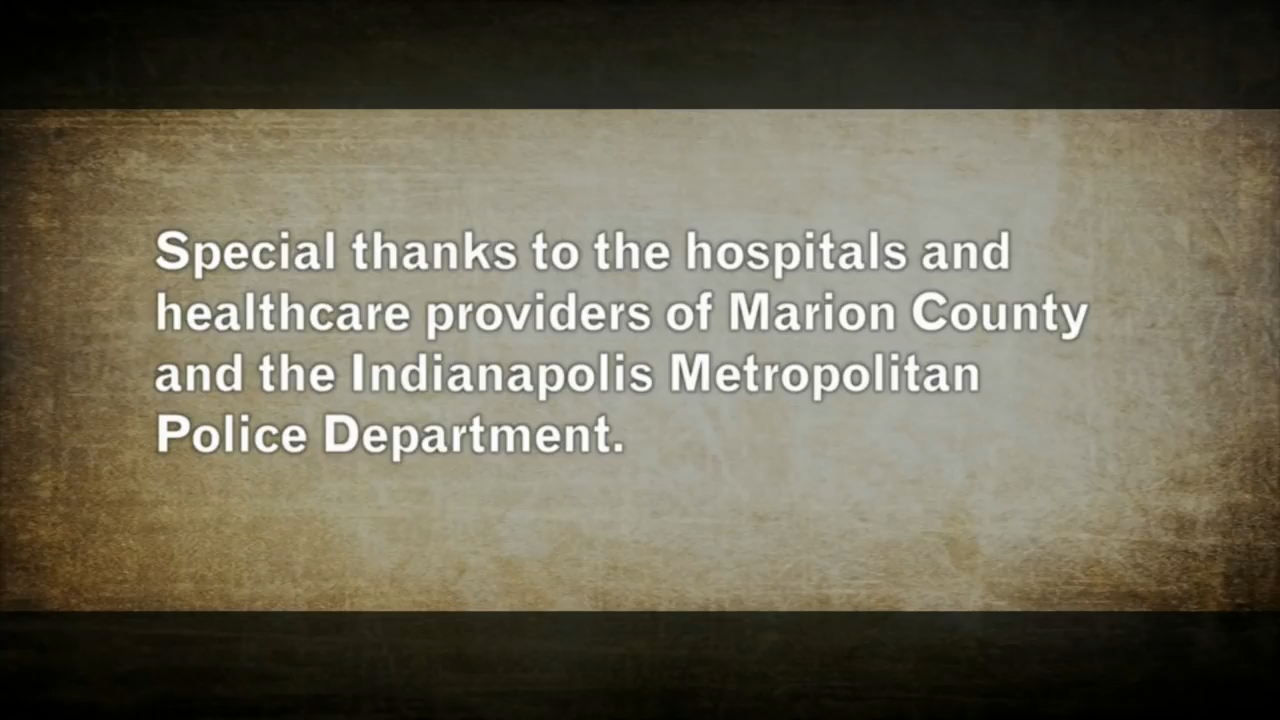 Special thanks to the hospitals and
healthcare providers of Marion County
and the Indianapolis Metropolitan
Police Department.